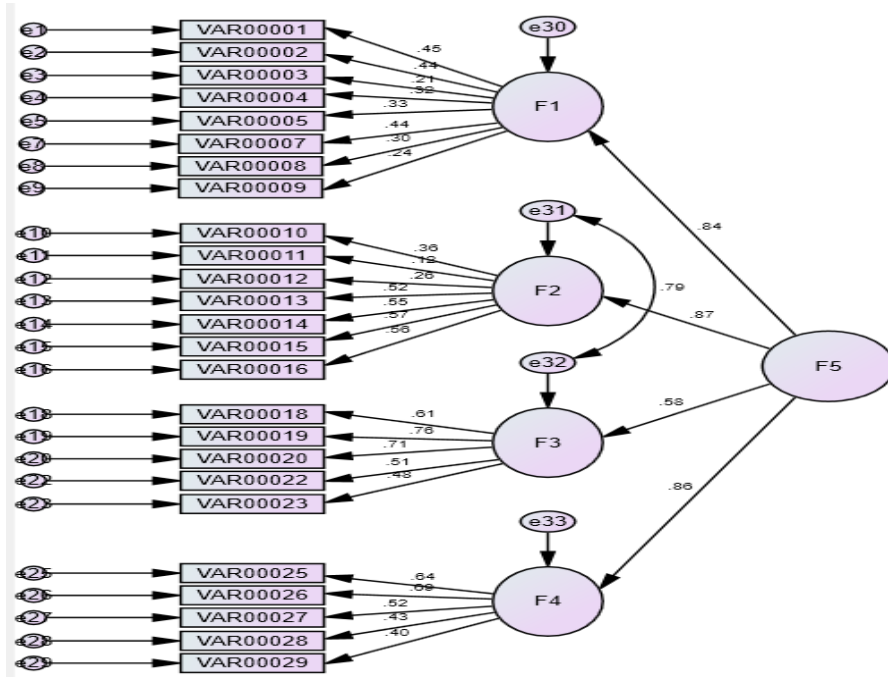 e1 VAR00001
e2 VAR00002
e3 VAR00003
e4 VAR00004
e5 VAR00005
e7 VAR00007
e8 VAR00008
e9 VAR00009
.45
.44
.21
.32
.33
.44
.30
.24
e30
F1
e10 VAR00010
e11 VAR00011
e12 VAR00012
e13 VAR00013
e14 VAR00014
e15 VAR00015
e16 VAR00016
.36
.26
.52
.55
.57
.56
e31
F2
.79
e18 VAR00018
e19 VAR00019
e20 VAR00020
e22 VAR00022
e23 VAR00023
.61
.76
.71
.51
.48
e32
F3
e25 VAR00025
e26 VAR00026
e27 VAR00027
e28 VAR00028
e29 VAR00029
.64
.69
.52
.43
.40
e33
F4
.84
.87
.58
.86
F5